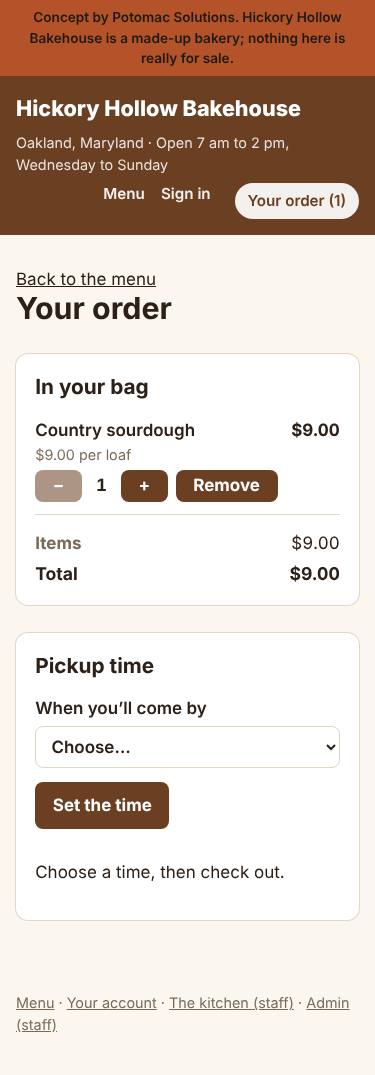 Concept by Potomac Solutions. Hickory Hollow
Bakehouse is a made-up bakery; nothing here is
really for sale.
Hickory Hollow Bakehouse
Oakland, Maryland · Open 7 am to 2 pm,
Wednesday to Sunday
Menu Sign in Your order (1)
Back to the menu
Your order
In your bag
Country sourdough $9.00
$9.00 per loaf
− 1 + Remove
Items $9.00
Total $9.00
Pickup time
When you’ll come by
Choose…
Set the time
Choose a time, then check out.
Menu · Your account · The kitchen (staff) · Admin
(staff)